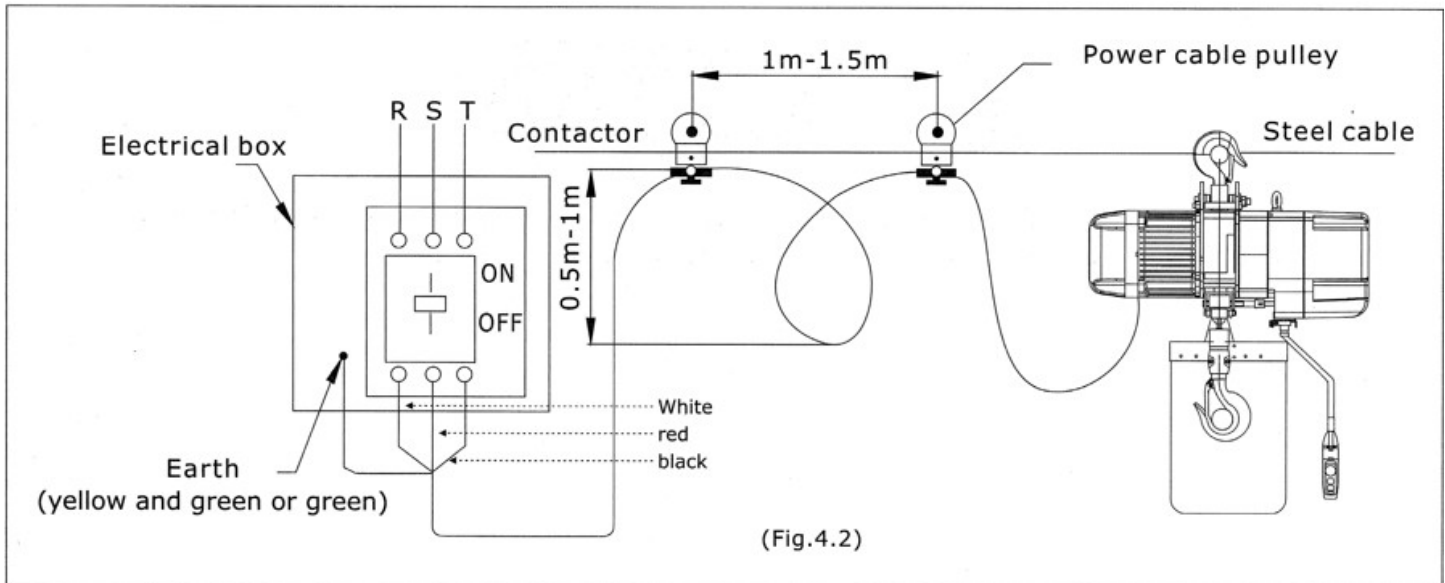 1m-1.5m
Power cable pulley
R S T
Contactor
Steel cable
Electrical box
0.5m-1m
ON
OFF
White
red
black
Earth
(yellow and green or green)
(Fig.4.2)